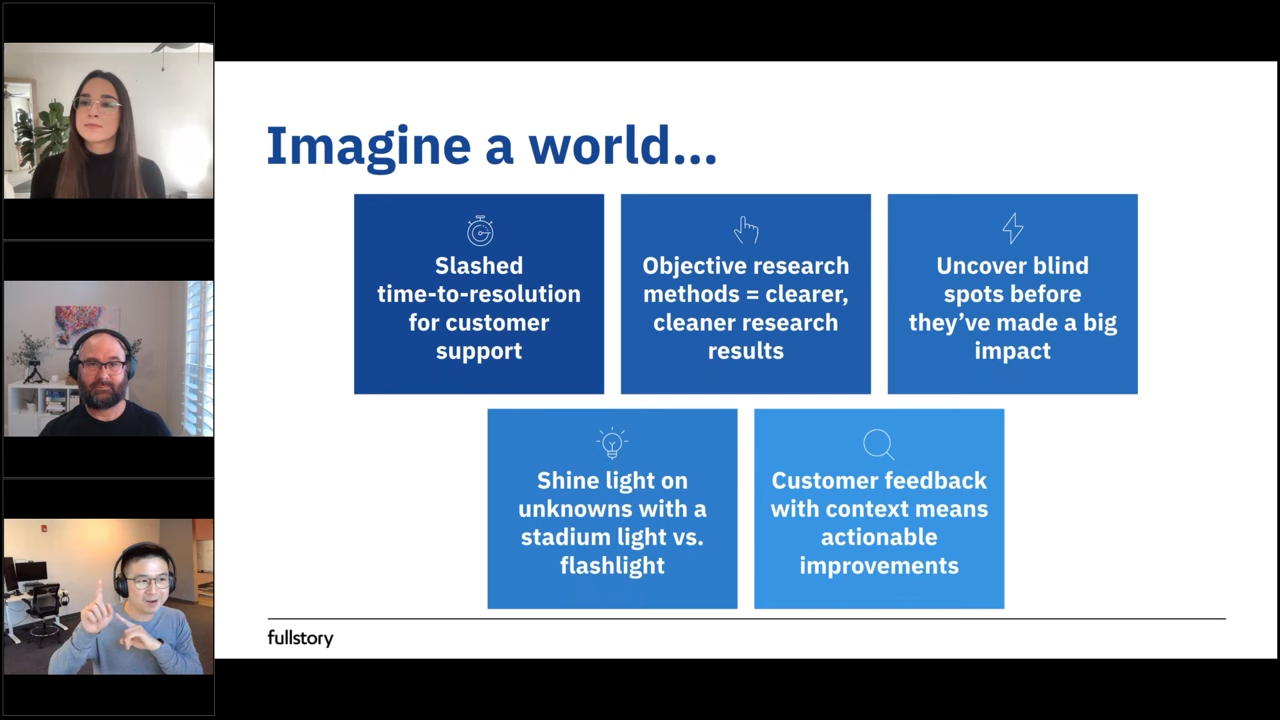 Imagine a world...
Slashed
time-to-resolution
for customer
support
Objective research
methods = clearer,
cleaner research
results
Uncover blind
spots before
they’ve made a big
impact
Shine light on
unknowns with a
stadium light vs.
flashlight
Customer feedback
with context means
actionable
improvements
fullstory